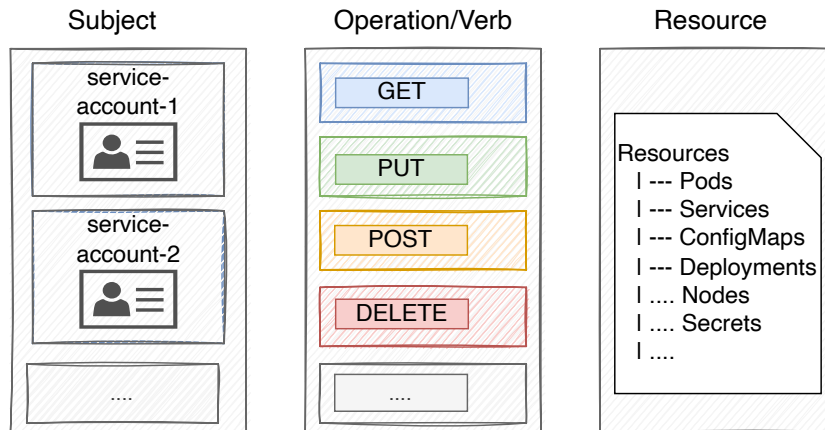 Subject
service-
account-1
service-
account-2
....
Operation/Verb
GET
PUT
POST
DELETE
....
Resource
Resources
| --- Pods
| --- Services
| --- ConfigMaps
| --- Deployments
| .... Nodes
| .... Secrets
| ....